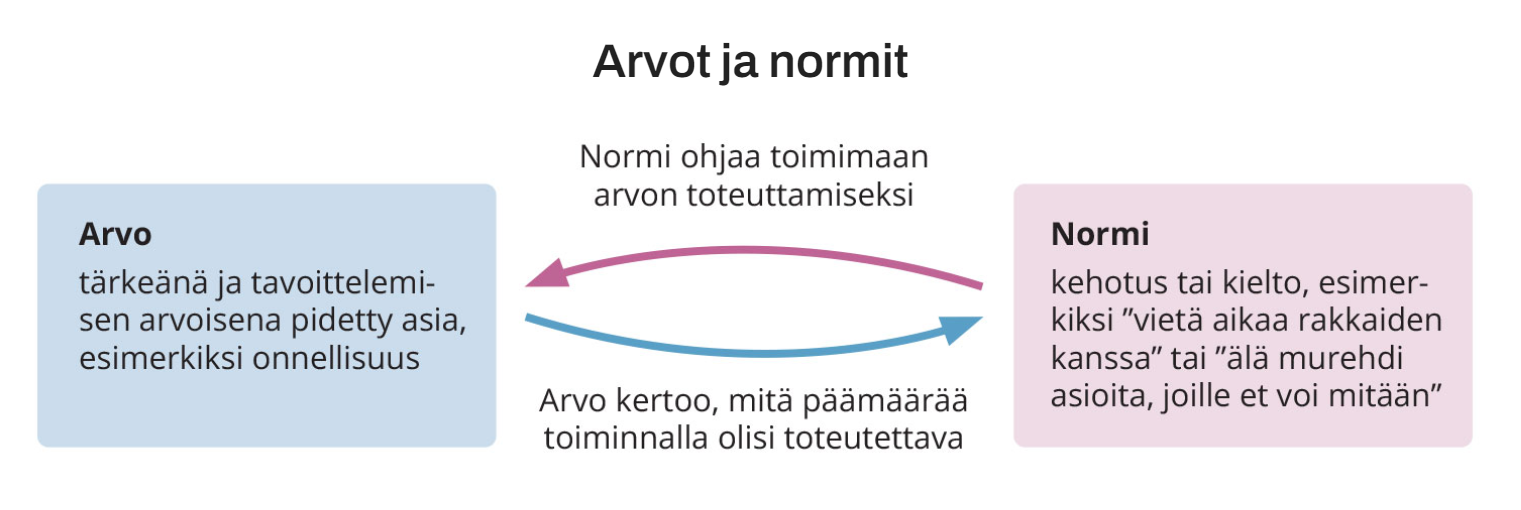 Arvot ja normit
Normi ohjaa toimimaan
arvon toteuttamiseksi
Arvo
tärkeänä ja tavoittelemi-
sen arvoisena pidetty asia,
esimerkiksi onnellisuus
Normi
kehotus tai kielto, esimer-
kiksi ”vietä aikaa rakkaiden
kanssa” tai ”älä murehdi
asioita, joille et voi mitään”
Arvo kertoo, mitä päämäärää
toiminnalla olisi toteutettava